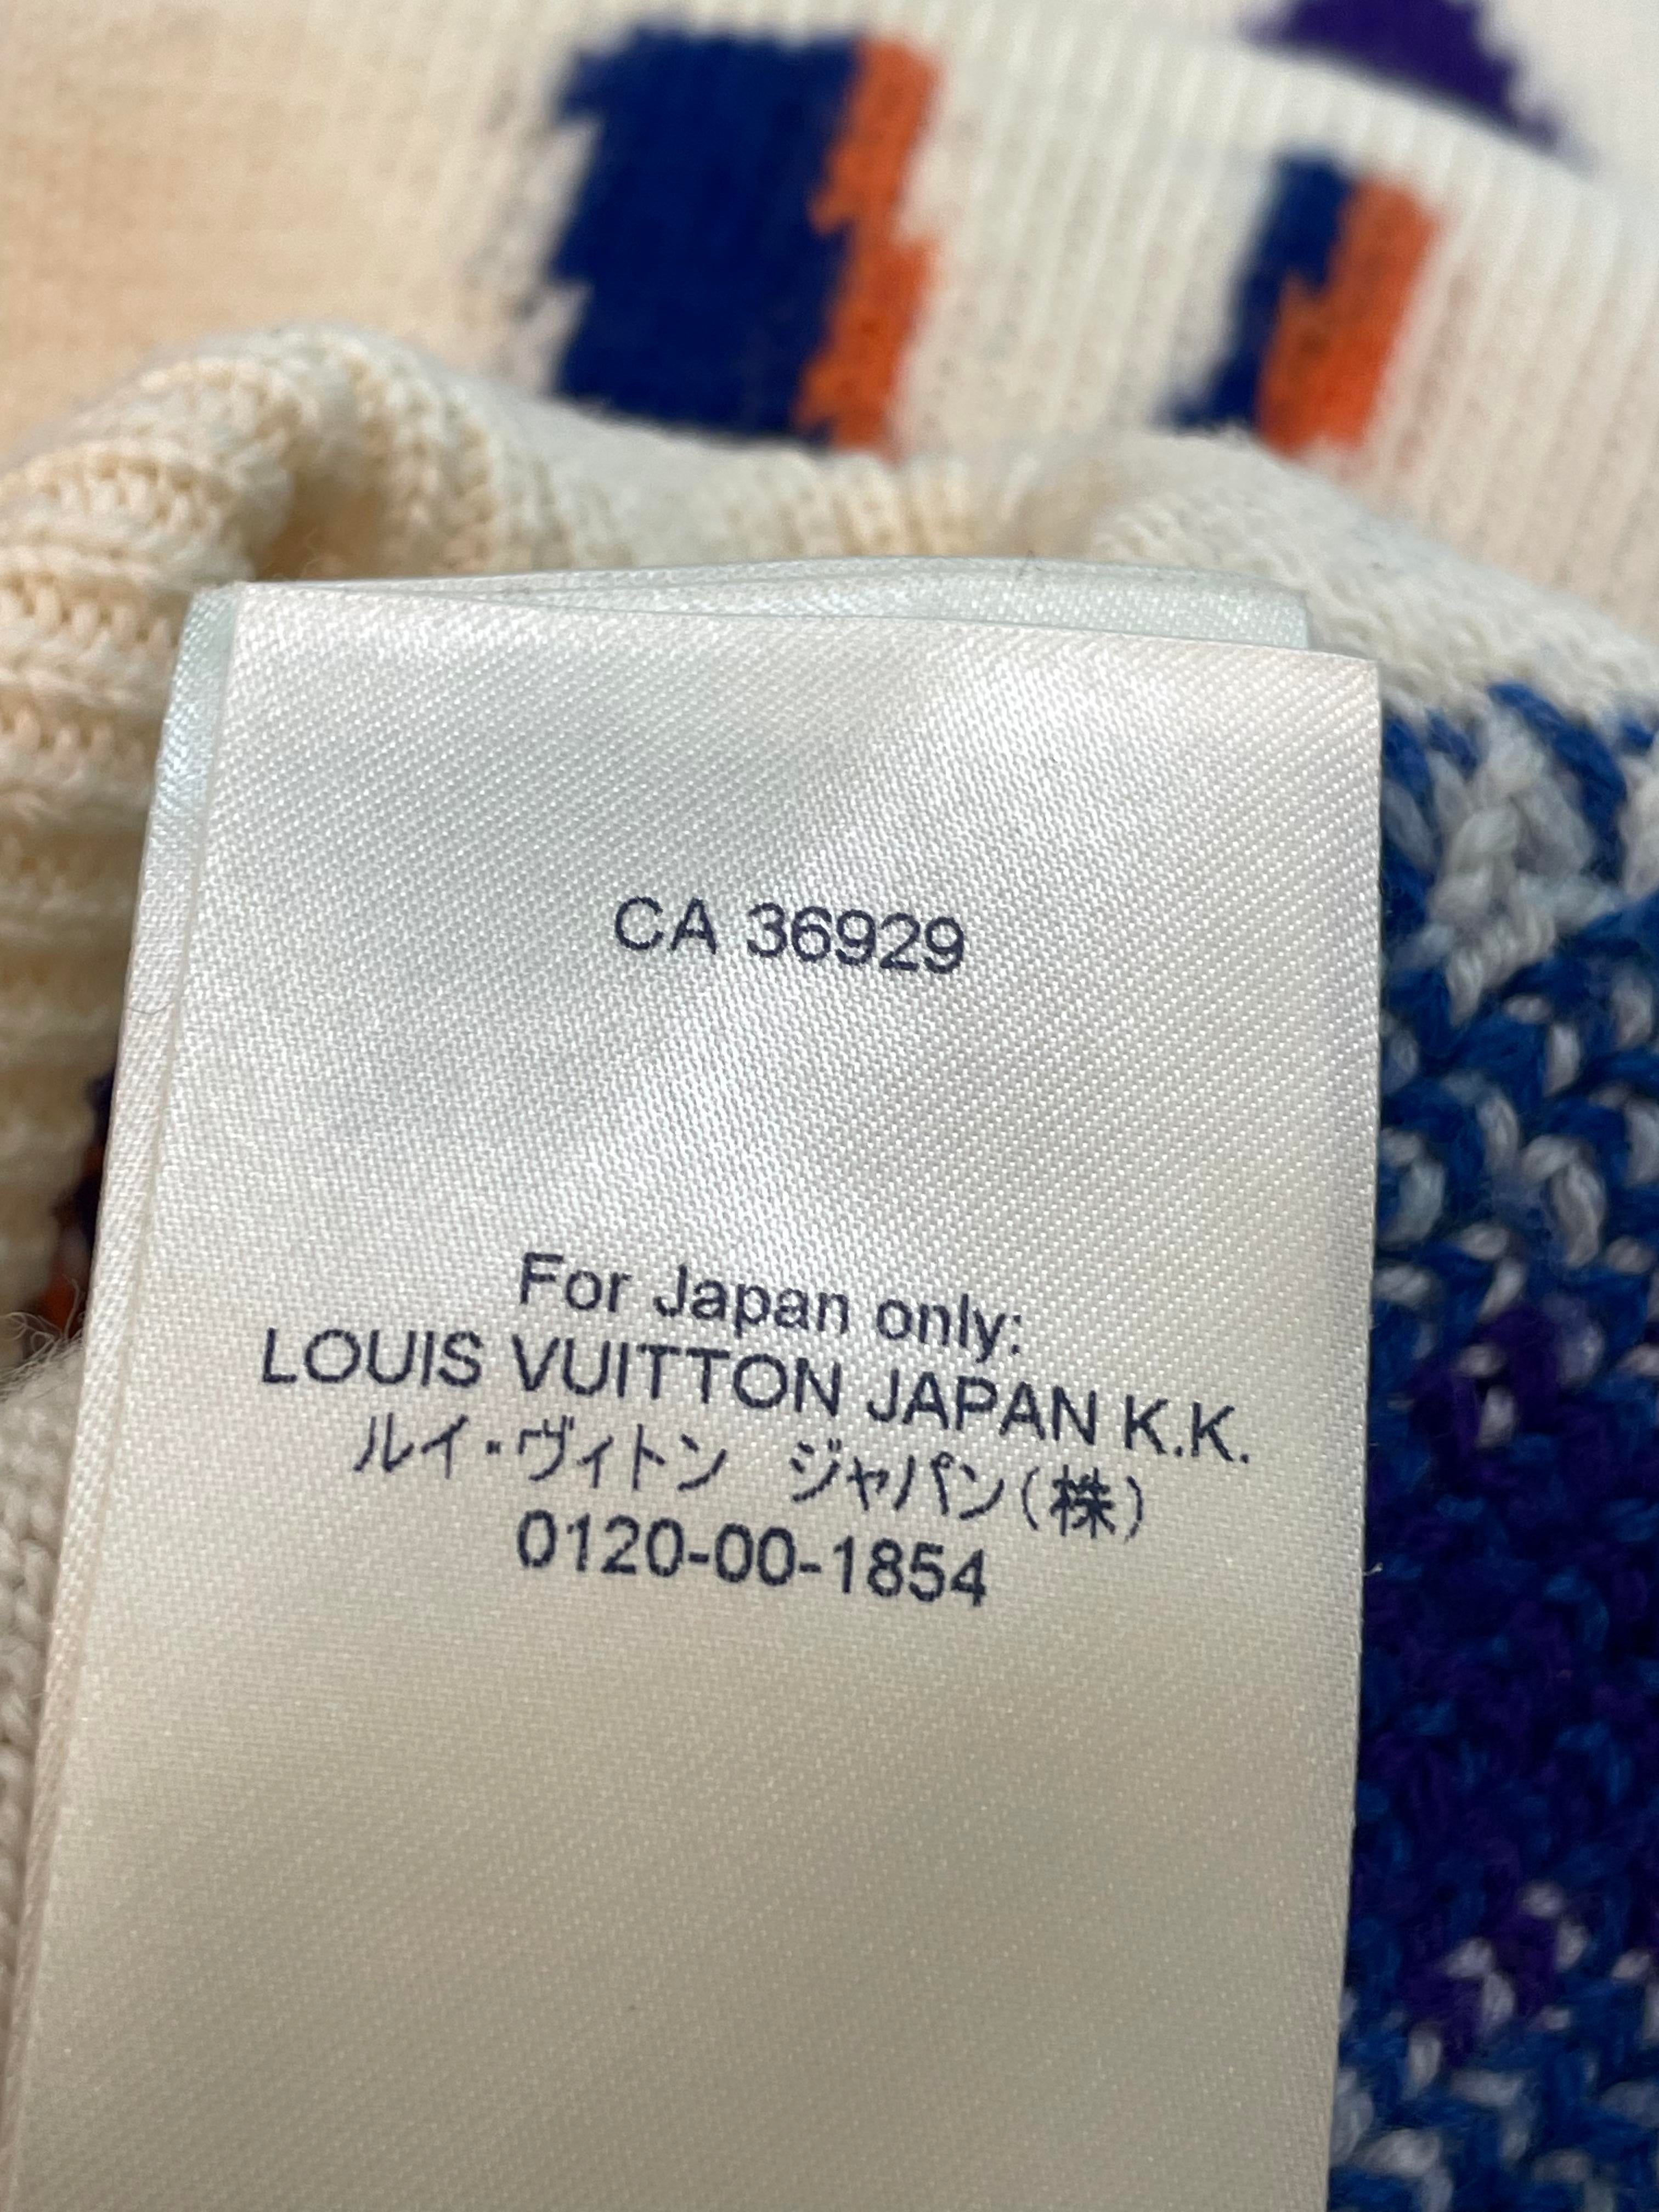 CA 36929
For Japan only:
LOUIS VUITTON JAPAN K.K.
ルイ・ヴィトン ジャパン(株)
0120-00-1854